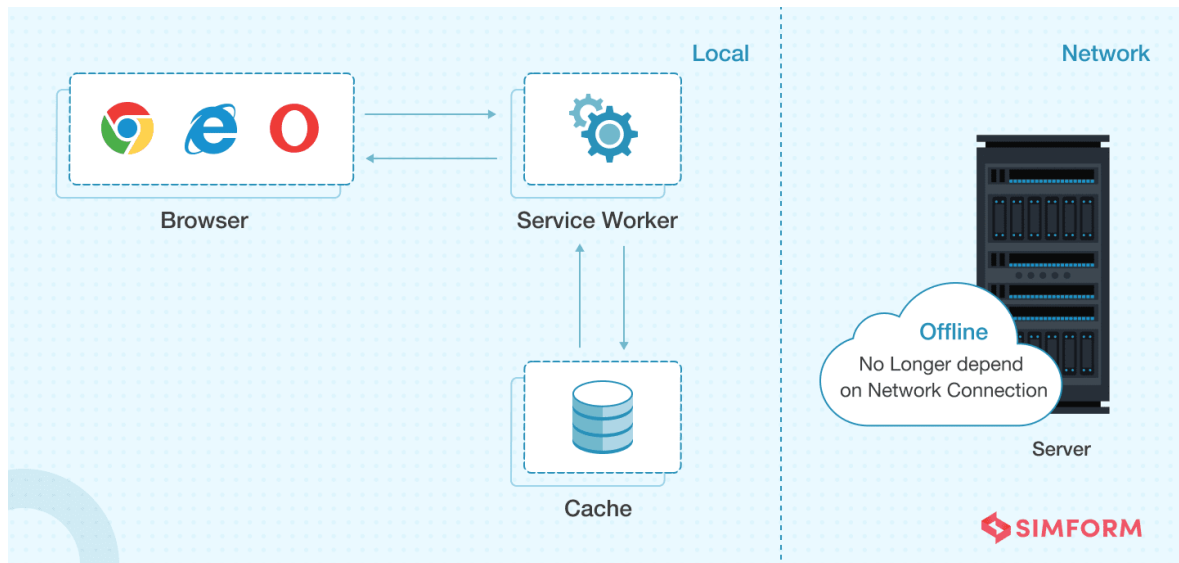 Local
Network
Browser
Service Worker
Offline
No Longer depend
on Network Connection
Server
Cache
SIMFORM